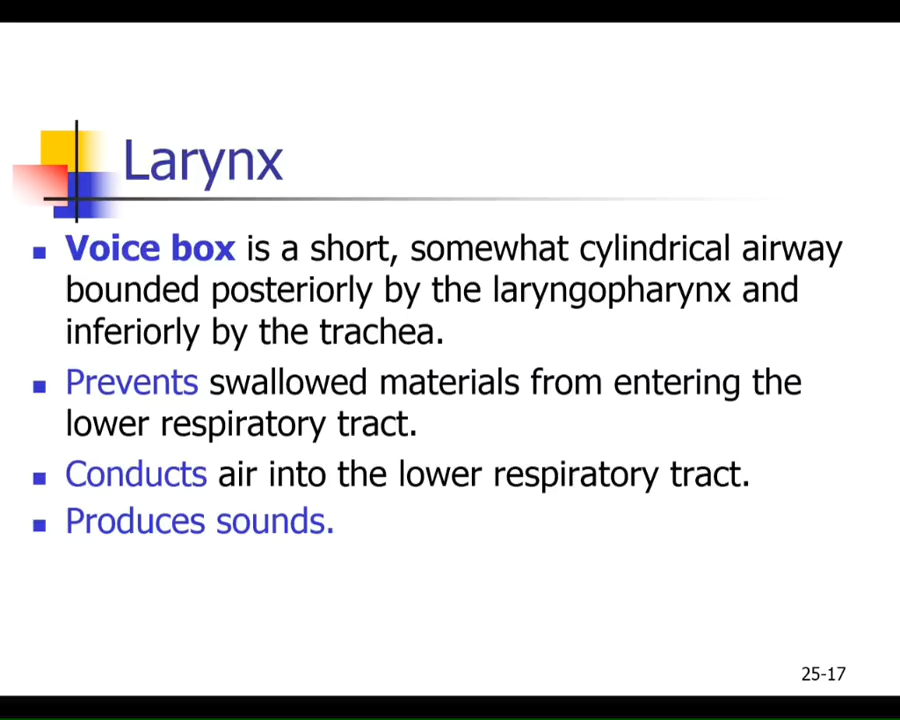 Larynx
Voice box is a short, somewhat cylindrical airway
bounded posteriorly by the laryngopharynx and
inferiorly by the trachea.
Prevents swallowed materials from entering the
lower respiratory tract.
Conducts air into the lower respiratory tract.
Produces sounds.
25-17